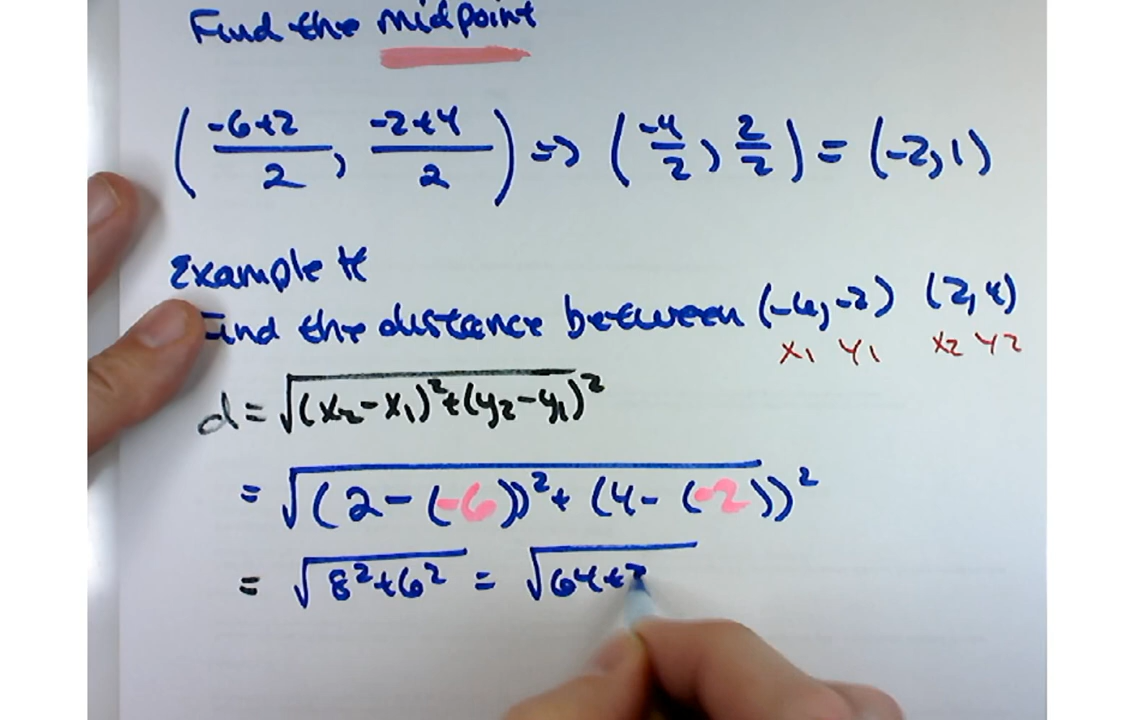 Find the midpoint
(-6+2/2, -2+4/2) => (-4/2, 2/2) = (-2,1)
Example
Find the distance between (-6,-2) (2,4)
x1 y1 x2 y2
d = √(x2-x1)²+(y2-y1)²
= √(2-(-6))²+(4-(-2))²
= √8²+6² = √64+3